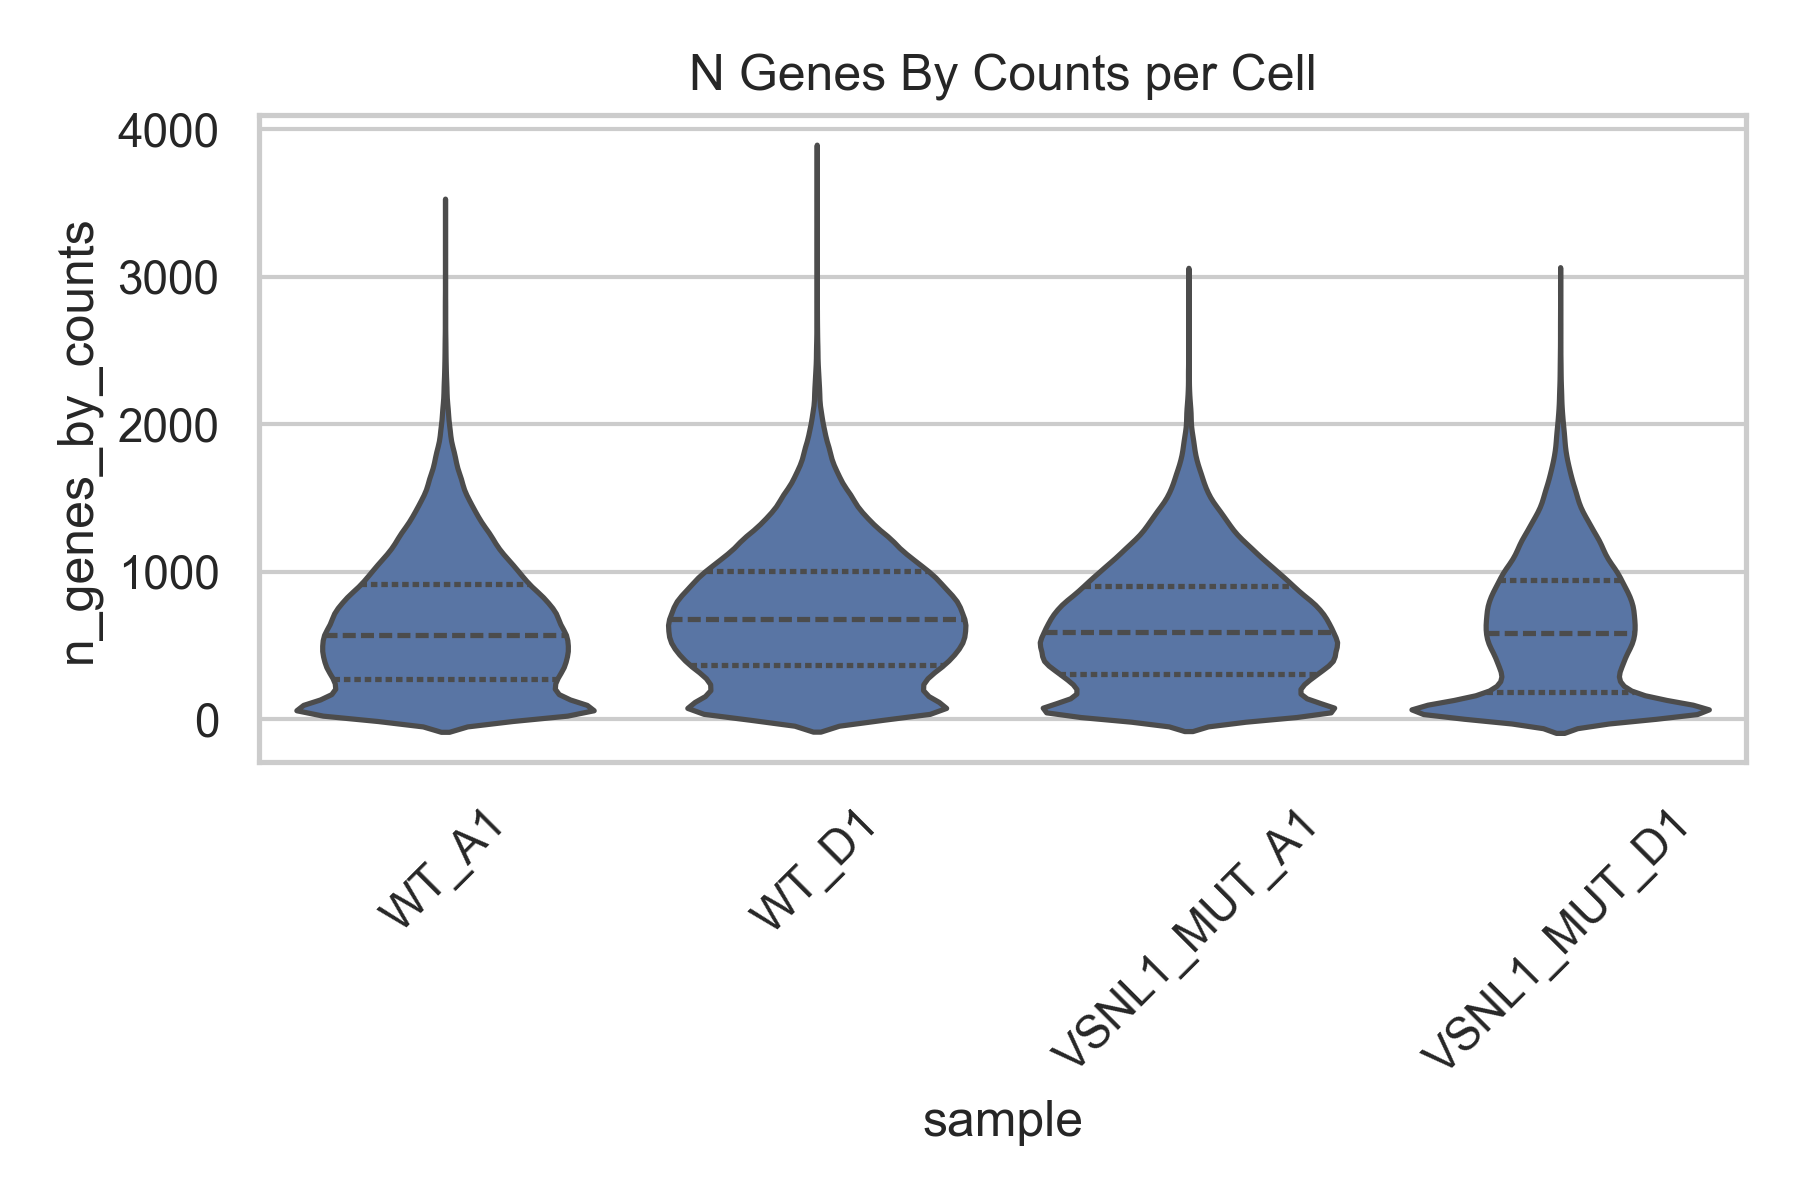 N Genes By Counts per Cell
n_genes_by_counts
4000
3000
2000
1000
0
WT_A1
WT_D1
VSNL1_MUT_A1
VSNL1_MUT_D1
sample